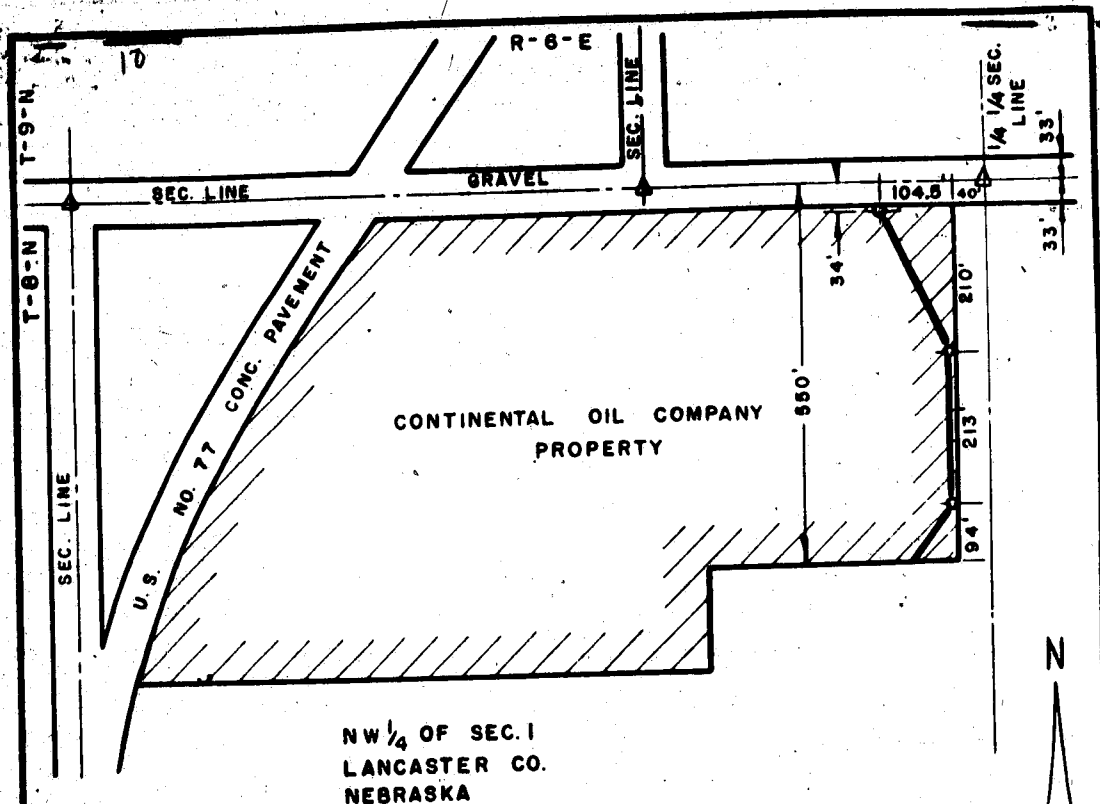 10
R-6-E
T-9-N.
SEC. LINE
1/4 1/4 SEC.
LINE
33'
SEC. LINE
GRAVEL
104.5'
40'
33'
34'
T-8-N
210'
U.S. NO. 77 CONC. PAVEMENT
550'
CONTINENTAL OIL COMPANY
PROPERTY
213'
SEC. LINE
94'
N
NW 1/4 OF SEC. 1
LANCASTER CO.
NEBRASKA